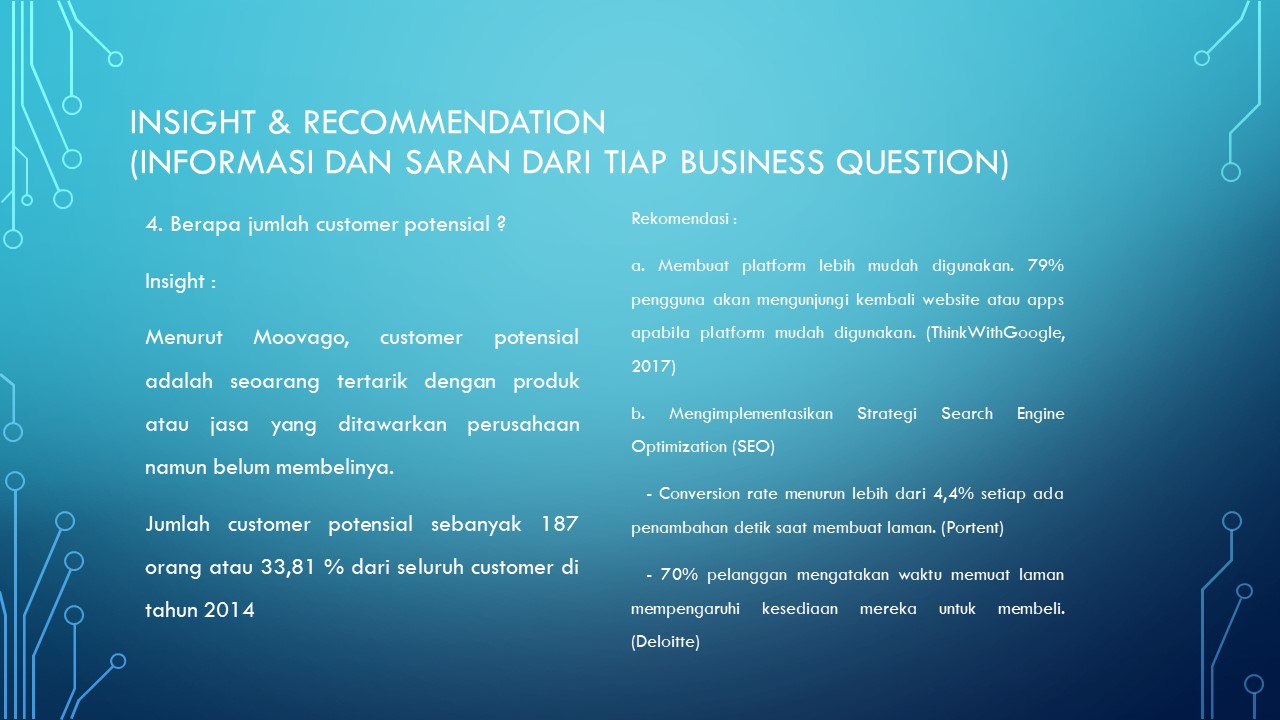 INSIGHT & RECOMMENDATION
(INFORMASI DAN SARAN DARI TIAP BUSINESS QUESTION)
4. Berapa jumlah customer potensial ?
Insight :
Menurut Moovago, customer potensial
adalah seoarang tertarik dengan produk
atau jasa yang ditawarkan perusahaan
namun belum membelinya.
Jumlah customer potensial sebanyak 187
orang atau 33,81 % dari seluruh customer di
tahun 2014
Rekomendasi :
a. Membuat platform lebih mudah digunakan. 79%
pengguna akan mengunjungi kembali website atau apps
apabila platform mudah digunakan. (ThinkWithGoogle,
2017)
b. Mengimplementasikan Strategi Search Engine
Optimization (SEO)
- Conversion rate menurun lebih dari 4,4% setiap ada
penambahan detik saat membuat laman. (Portent)
- 70% pelanggan mengatakan waktu memuat laman
mempengaruhi kesediaan mereka untuk membeli.
(Deloitte)